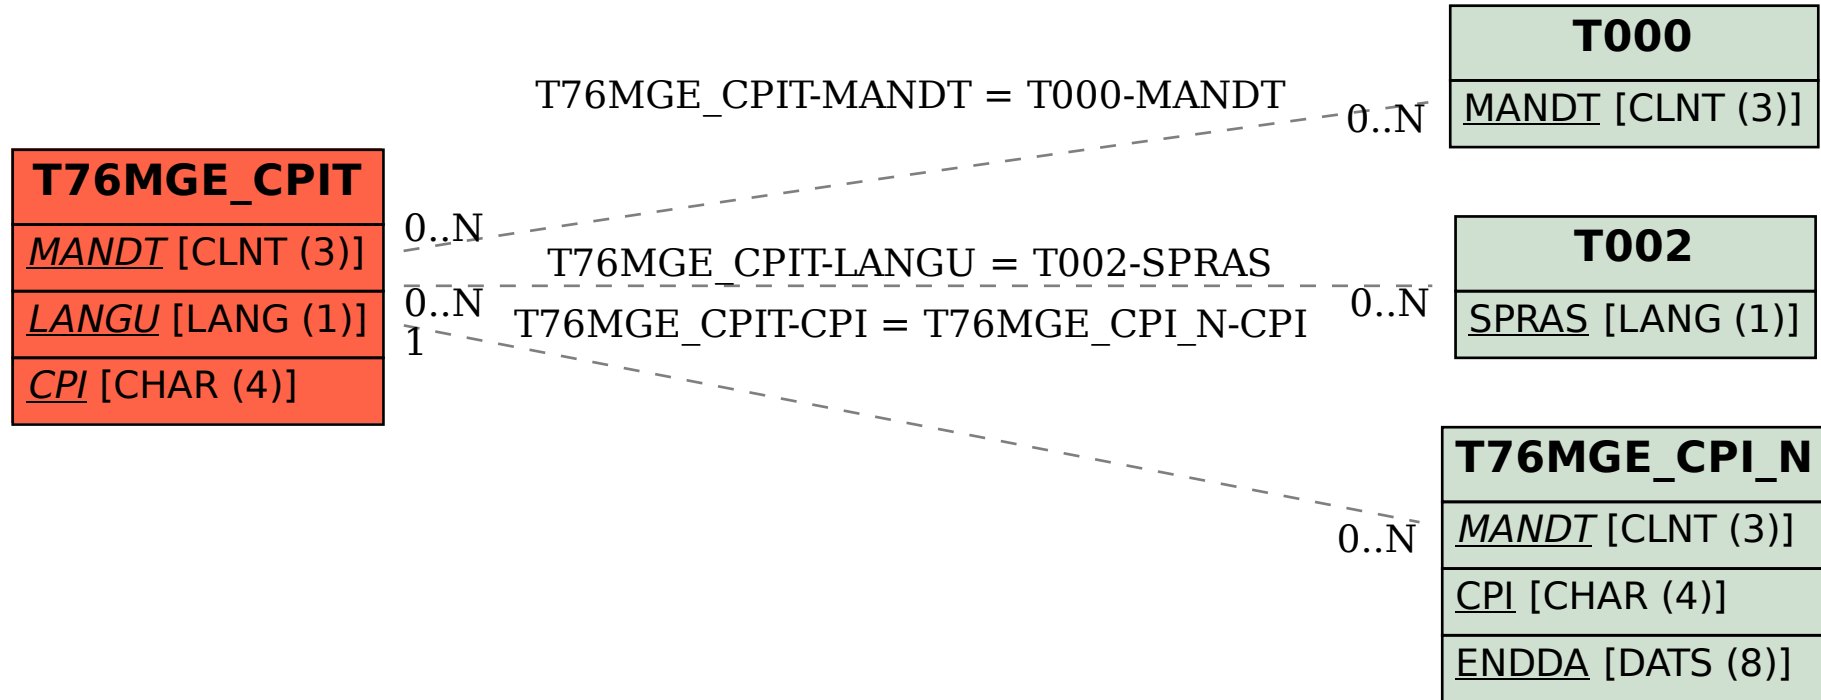 T76MGE_CPIT
MANDT [CLNT (3)]
LANGU [LANG (1)]
CPI [CHAR (4)]
T76MGE_CPIT-MANDT = T000-MANDT
0..N
0..N
T76MGE_CPIT-LANGU = T002-SPRAS
0..N
0..N
T76MGE_CPIT-CPI = T76MGE_CPI_N-CPI
1
0..N
T000
MANDT [CLNT (3)]
T002
SPRAS [LANG (1)]
T76MGE_CPI_N
MANDT [CLNT (3)]
CPI [CHAR (4)]
ENDDA [DATS (8)]